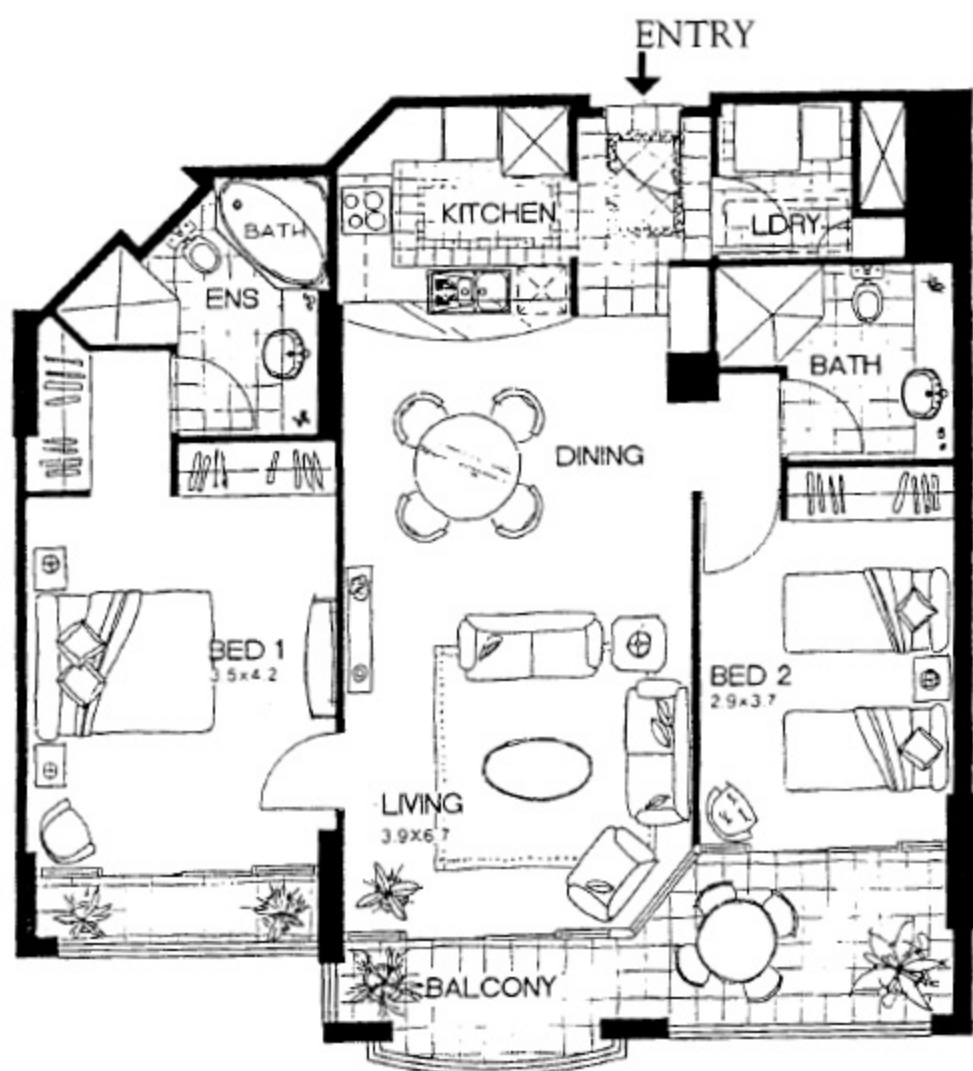 ENTRY
KITCHEN
BATH
LDRY
ENS
BATH
DINING
BED 1
3.5x4.2
BED 2
2.9x3.7
LIVING
3.9X6.7
BALCONY